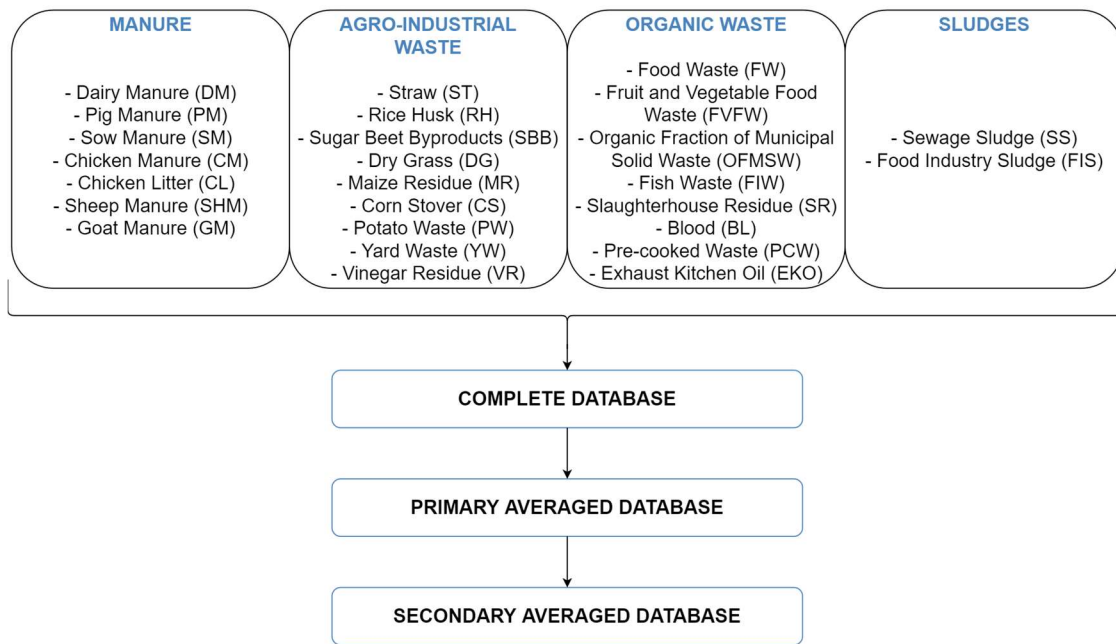 MANURE
- Dairy Manure (DM)
- Pig Manure (PM)
- Sow Manure (SM)
- Chicken Manure (CM)
- Chicken Litter (CL)
- Sheep Manure (SHM)
- Goat Manure (GM)
AGRO-INDUSTRIAL
WASTE
- Straw (ST)
- Rice Husk (RH)
- Sugar Beet Byproducts (SBB)
- Dry Grass (DG)
- Maize Residue (MR)
- Corn Stover (CS)
- Potato Waste (PW)
- Yard Waste (YW)
- Vinegar Residue (VR)
ORGANIC WASTE
- Food Waste (FW)
- Fruit and Vegetable Food
Waste (FVFW)
- Organic Fraction of Municipal
Solid Waste (OFMSW)
- Fish Waste (FIW)
- Slaughterhouse Residue (SR)
- Blood (BL)
- Pre-cooked Waste (PCW)
- Exhaust Kitchen Oil (EKO)
SLUDGES
- Sewage Sludge (SS)
- Food Industry Sludge (FIS)
COMPLETE DATABASE
PRIMARY AVERAGED DATABASE
SECONDARY AVERAGED DATABASE